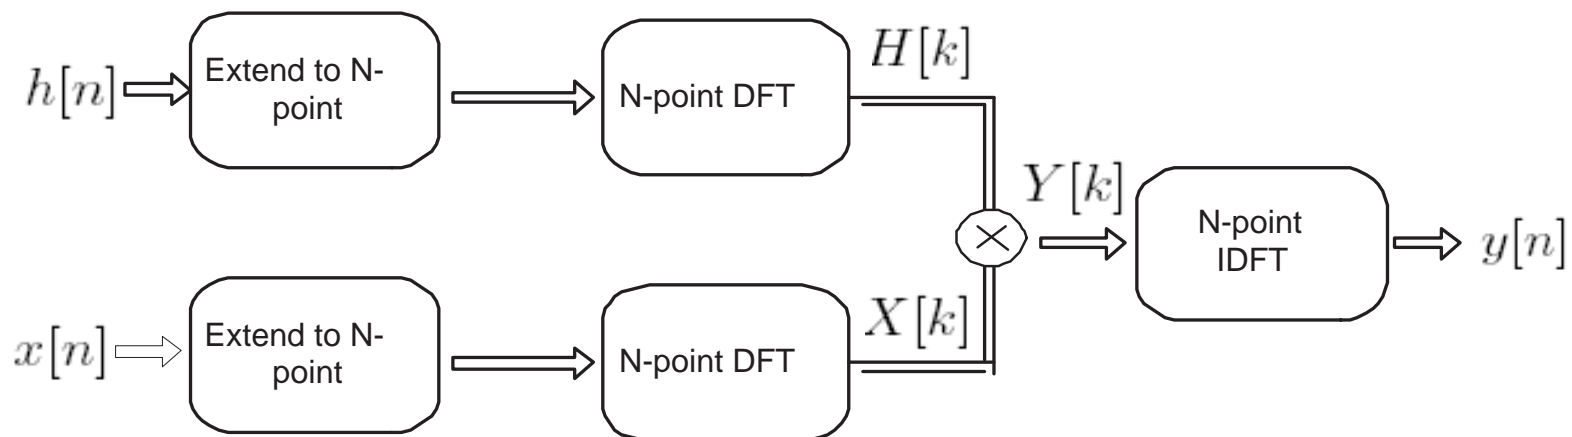 h[n]
Extend to N-
point
N-point DFT
H[k]
Y[k]
N-point
IDFT
y[n]
x[n]
Extend to N-
point
N-point DFT
X[k]